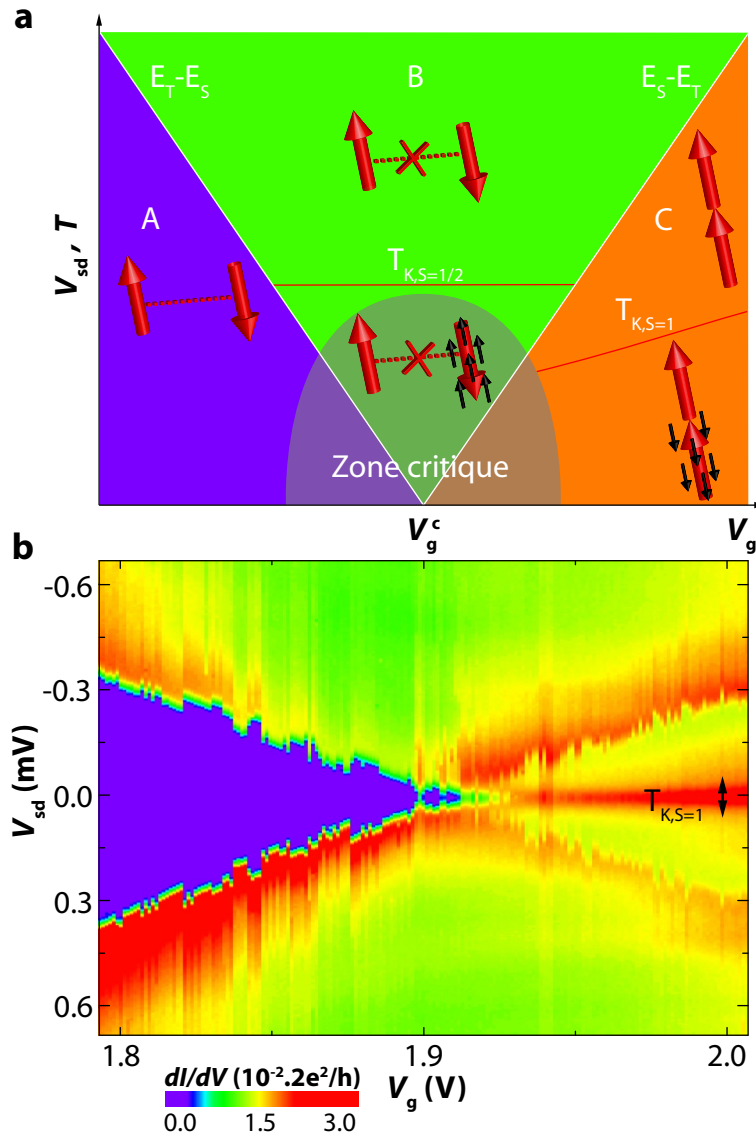 a
E_T-E_S
B
E_S-E_T
A
C
V_sd, T
T_K,S=1/2
T_K,S=1
Zone critique
V_g^c
V_g
b
-0.6
-0.3
0.0
0.3
0.6
V_sd (mV)
T_K,S=1
1.8
1.9
2.0
dI/dV (10^-2.2e^2/h)
V_g (V)
0.0
1.5
3.0